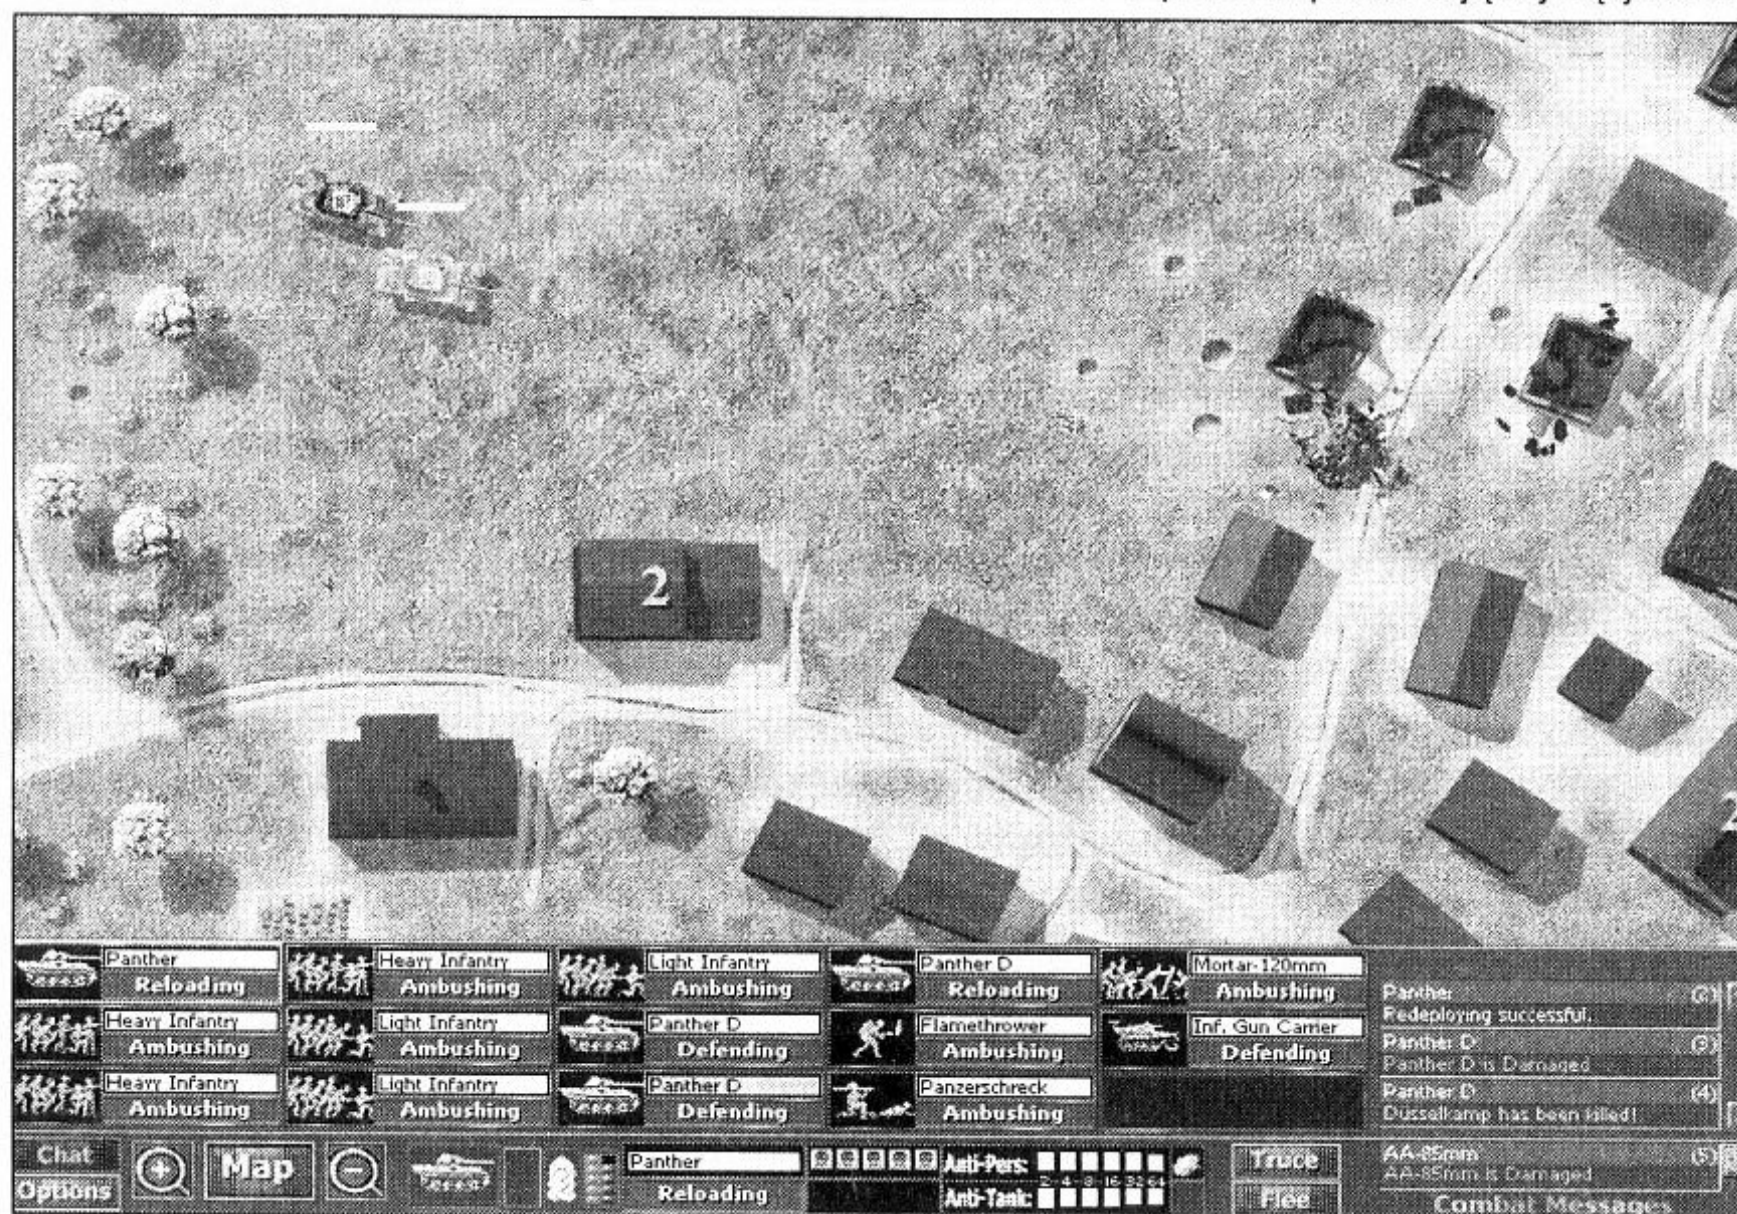 2
2
Panther
Reloading
Heavy Infantry
Ambushing
Light Infantry
Ambushing
Panther D
Reloading
Mortar-120mm
Ambushing
Heavy Infantry
Ambushing
Light Infantry
Ambushing
Panther D
Defending
Flamethrower
Ambushing
Inf. Gun Carrier
Defending
Heavy Infantry
Ambushing
Light Infantry
Ambushing
Panther D
Defending
Panzerschreck
Ambushing
Panther (2)
Redeploying successful.
Panther D (3)
Panther D is Damaged
Panther D (4)
Düsselkamp has been killed!
AA-85mm (5)
AA-85mm is Damaged
Combat Messages
Chat
Options
Map
Panther
Reloading
Anti-Pers:
2 4 8 16 32 64
Anti-Tank:
Truce
Flee